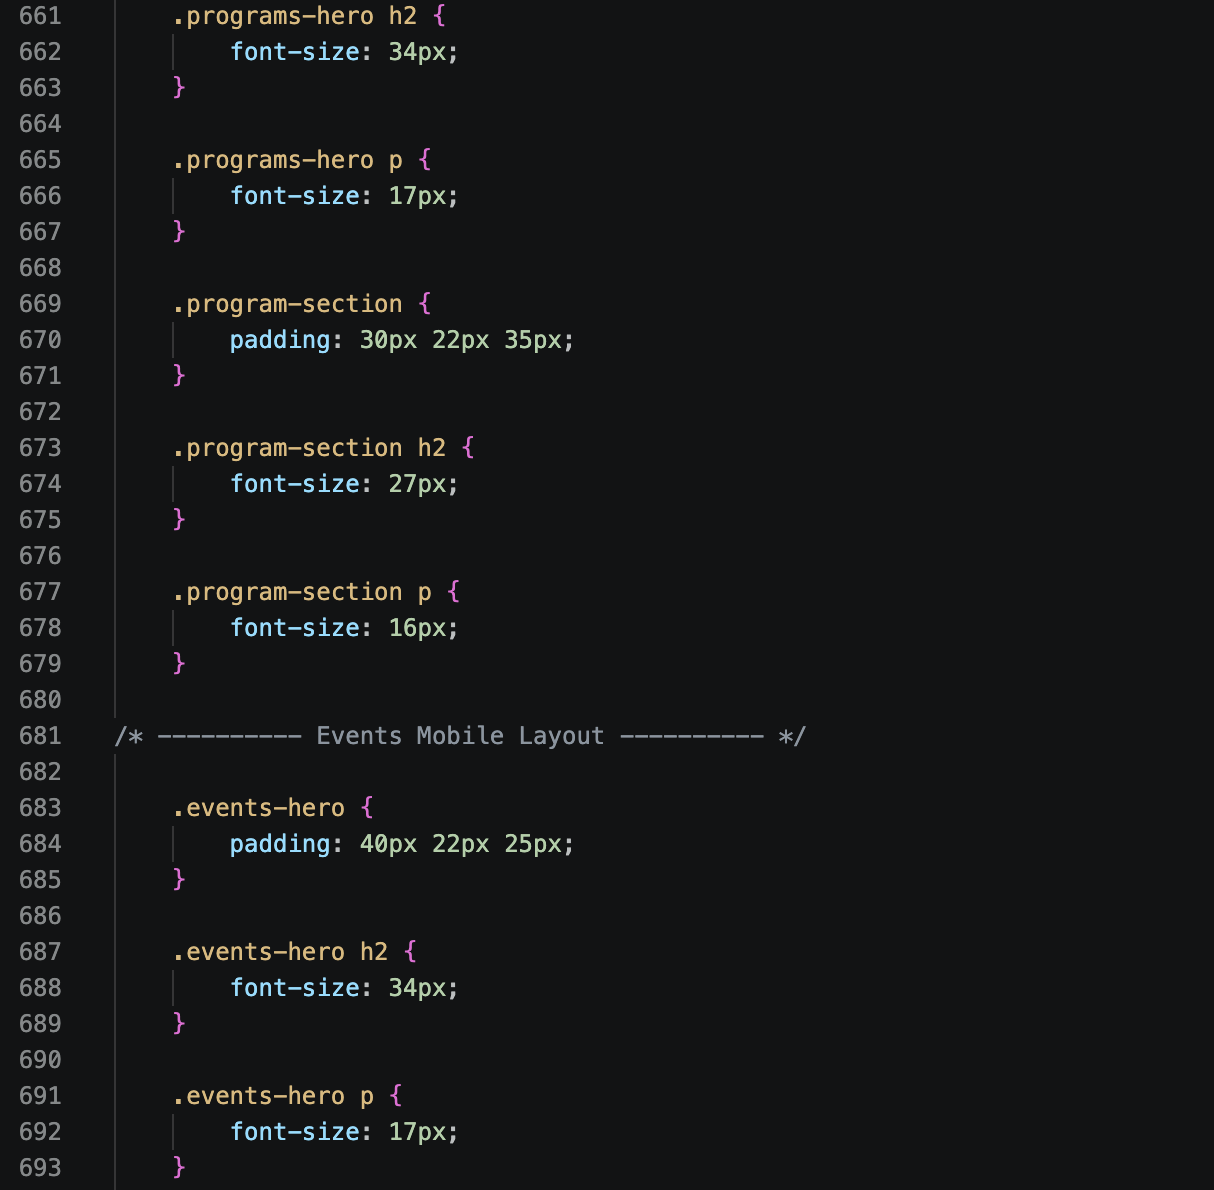 661 .programs-hero h2 {
662 font-size: 34px;
663 }
664
665 .programs-hero p {
666 font-size: 17px;
667 }
668
669 .program-section {
670 padding: 30px 22px 35px;
671 }
672
673 .program-section h2 {
674 font-size: 27px;
675 }
676
677 .program-section p {
678 font-size: 16px;
679 }
680
681 /* ---------- Events Mobile Layout ---------- */
682
683 .events-hero {
684 padding: 40px 22px 25px;
685 }
686
687 .events-hero h2 {
688 font-size: 34px;
689 }
690
691 .events-hero p {
692 font-size: 17px;
693 }